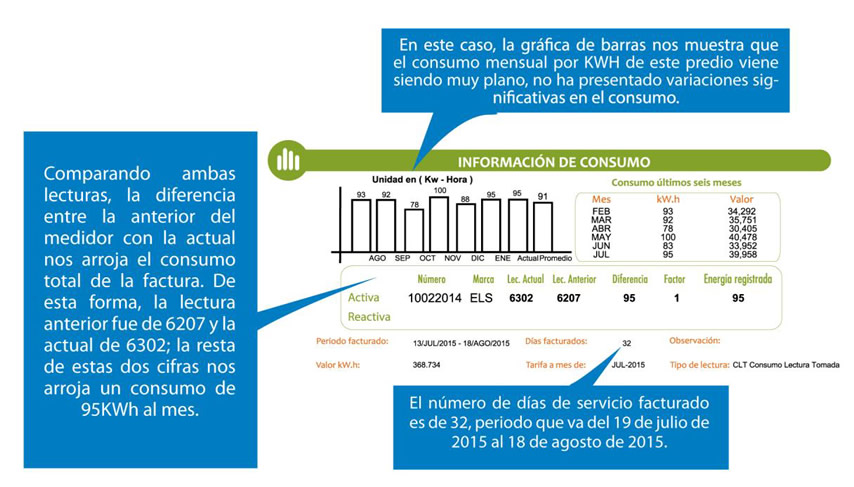 En este caso, la gráfica de barras nos muestra que
el consumo mensual por KWH de este predio viene
siendo muy plano, no ha presentado variaciones sig-
nificativas en el consumo.
Comparando ambas
lecturas, la diferencia
entre la anterior del
medidor con la actual
nos arroja el consumo
total de la factura. De
esta forma, la lectura
anterior fue de 6207 y la
actual de 6302; la resta
de estas dos cifras nos
arroja un consumo de
95KWh al mes.
INFORMACIÓN DE CONSUMO
Unidad en ( Kw - Hora )
93 92 78 100 88 95 95 91
AGO SEP OCT NOV DIC ENE Actual Promedio
Consumo últimos seis meses
Mes kW.h Valor
FEB 93 34,292
MAR 92 35,751
ABR 78 30,405
MAY 100 40,478
JUN 83 33,952
JUL 95 39,958
Número Marca Lec. Actual Lec. Anterior Diferencia Factor Energía registrada
Activa 10022014 ELS 6302 6207 95 1 95
Reactiva
Periodo facturado: 13/JUL/2015 - 18/AGO/2015 Días facturados: 32 Observación:
Valor kW.h: 368.734 Tarifa a mes de: JUL-2015 Tipo de lectura: CLT Consumo Lectura Tomada
El número de días de servicio facturado
es de 32, periodo que va del 19 de julio de
2015 al 18 de agosto de 2015.